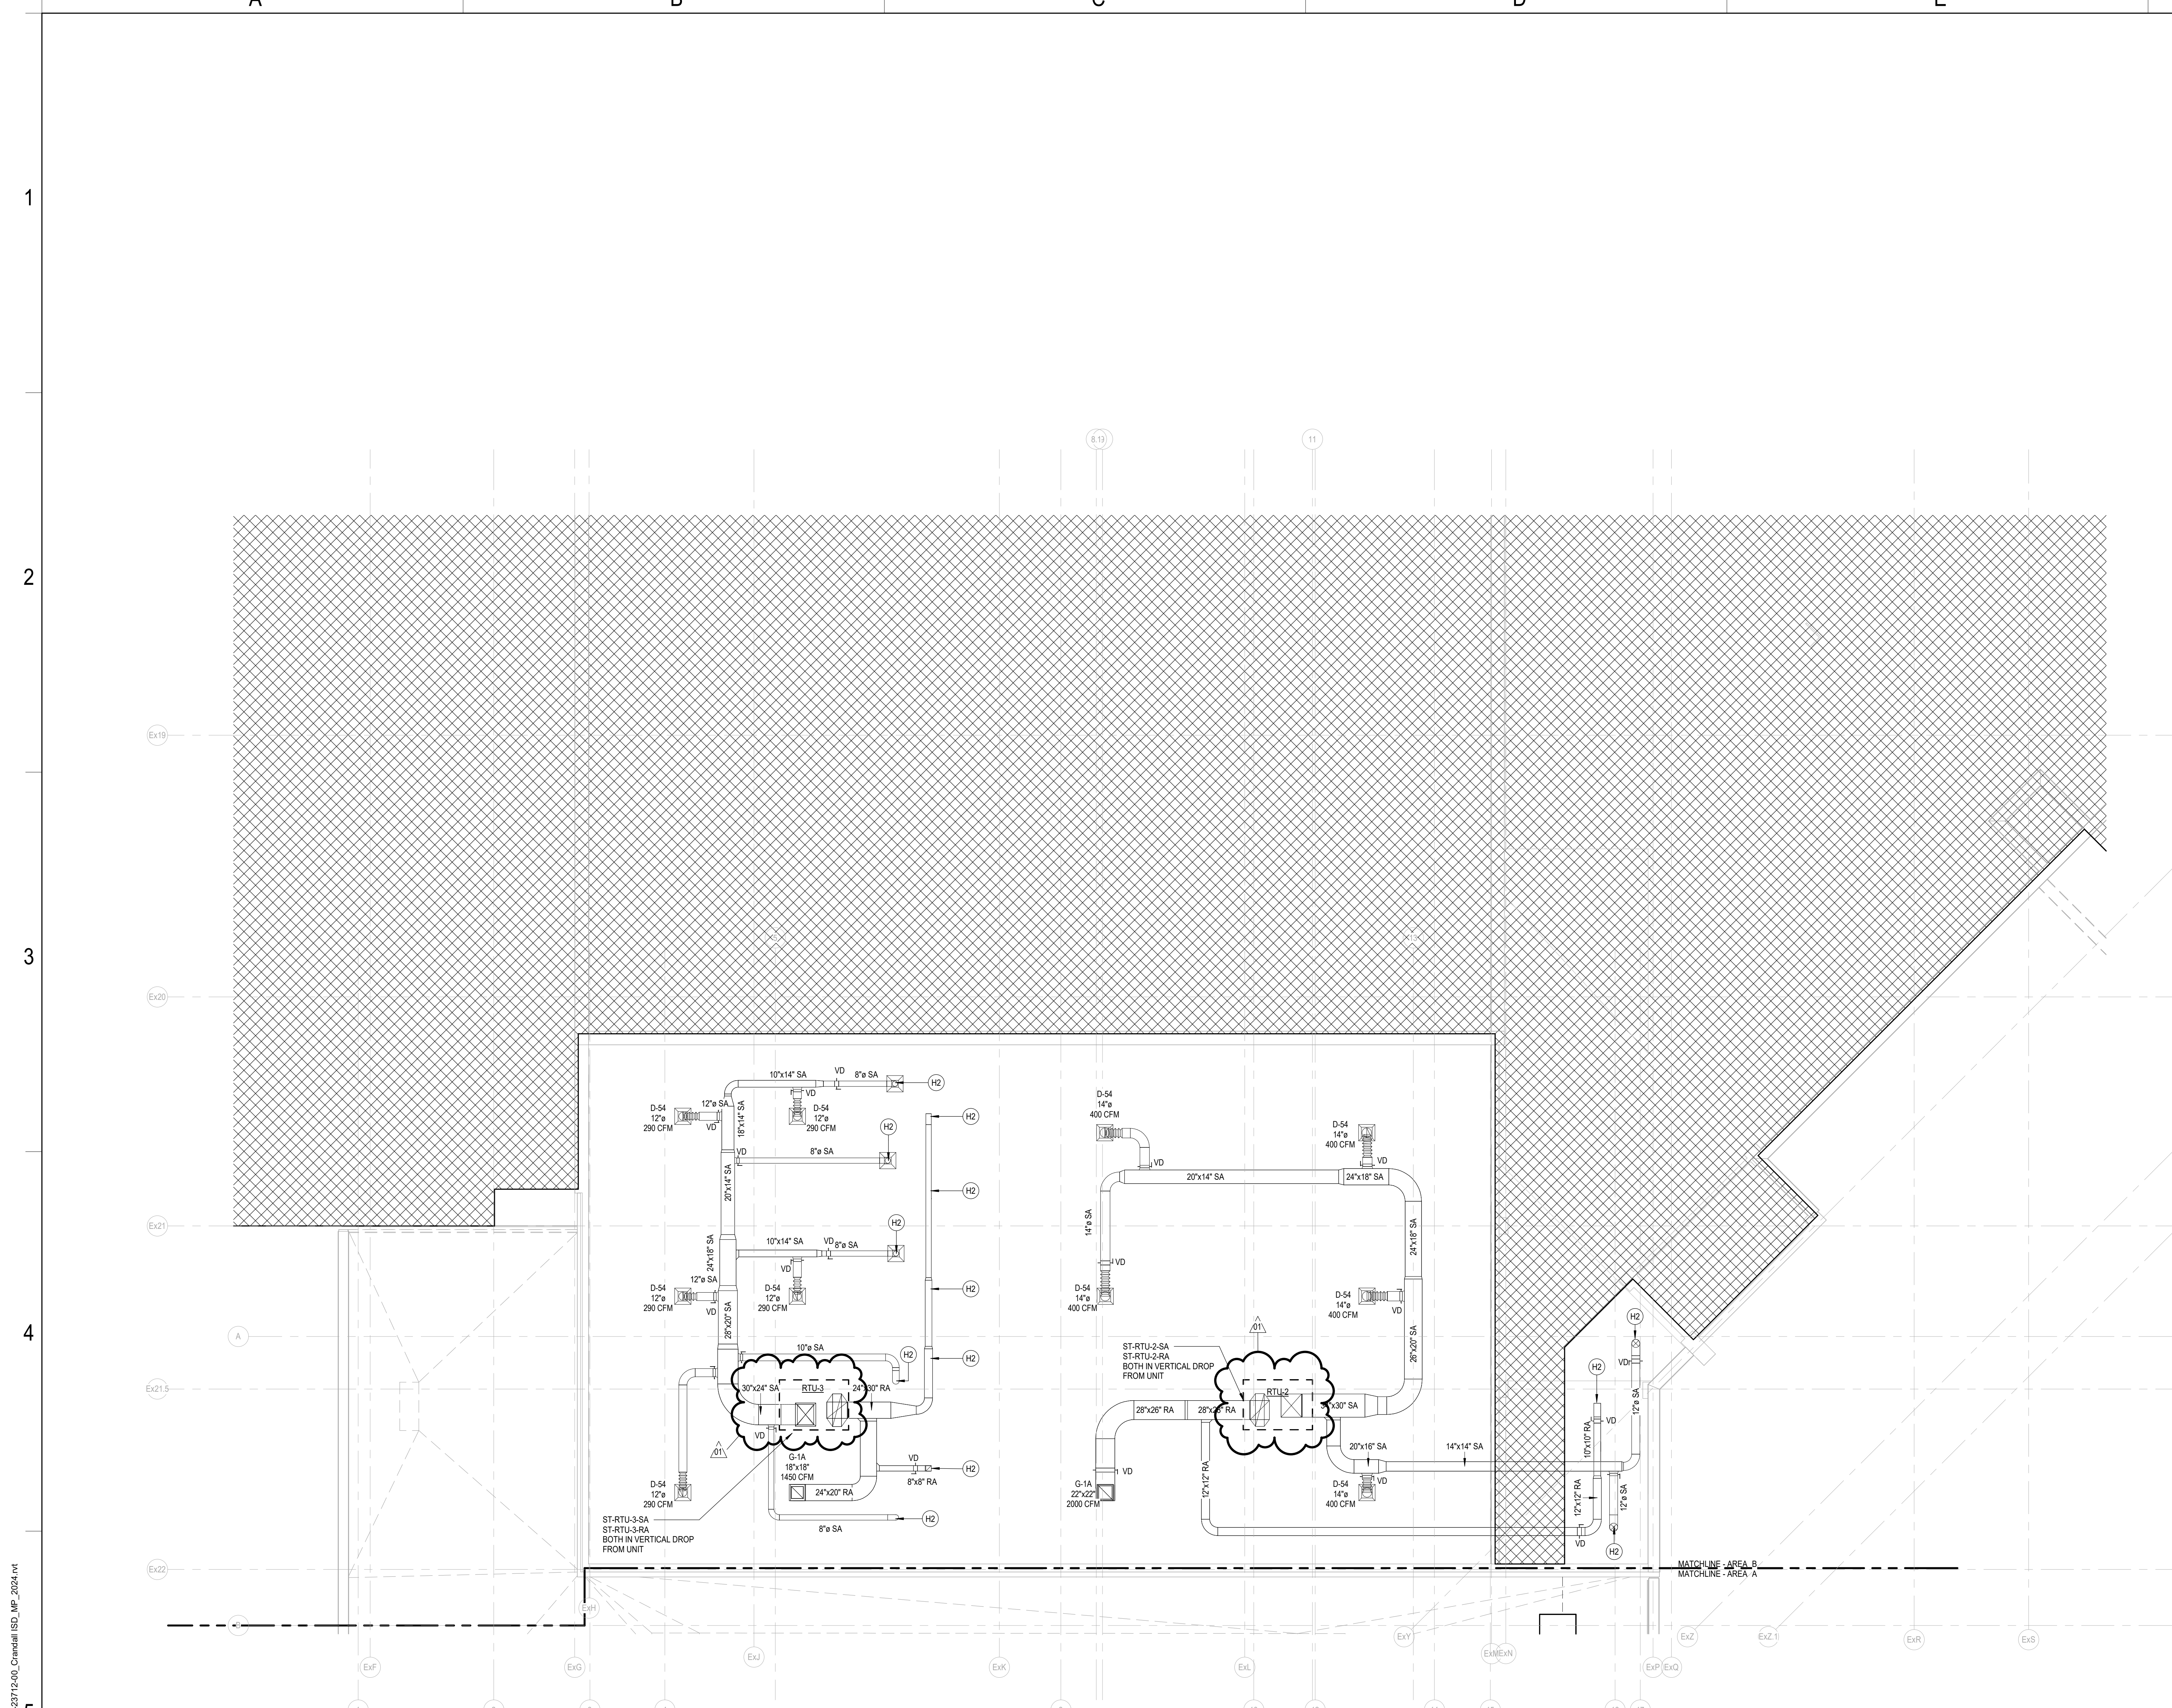 A
B
C
D
E
1
2
3
4
8.1
11
Ex19
Ex20
Ex21
A
Ex21.5
Ex22
B
10"x14" SA
VD
8"ø SA
H2
12"ø SA
D-54
12"ø
290 CFM
VD
18"x14" SA
VD
D-54
12"ø
290 CFM
H2
H2
VD
8"ø SA
20"x14" SA
H2
H2
24"x18" SA
10"x14" SA
VD
8"ø SA
VD
12"ø SA
D-54
12"ø
290 CFM
VD
D-54
12"ø
290 CFM
H2
28"x20" SA
10"ø SA
H2
H2
30"x24" SA
RTU-3
24"x30" RA
01
VD
G-1A
18"x18"
1450 CFM
VD
H2
8"x8" RA
24"x20" RA
D-54
12"ø
290 CFM
H2
8"ø SA
ST-RTU-3-SA
ST-RTU-3-RA
BOTH IN VERTICAL DROP
FROM UNIT
D-54
14"ø
400 CFM
VD
D-54
14"ø
400 CFM
VD
20"x14" SA
24"x18" SA
14"ø SA
24"x18" SA
VD
D-54
14"ø
400 CFM
D-54
14"ø
400 CFM
VD
01
26"x20" SA
ST-RTU-2-SA
ST-RTU-2-RA
BOTH IN VERTICAL DROP
FROM UNIT
RTU-2
28"x26" RA
VD
G-1A
22"x22"
2000 CFM
12"x12" RA
20"x16" SA
14"x14" SA
VD
D-54
14"ø
400 CFM
H2
VD
H2
12"ø SA
VD
10"x10" RA
12"x12" RA
12"ø SA
VD
H2
MATCHLINE - AREA B
MATCHLINE - AREA A
ExH
ExF
ExG
ExJ
ExK
ExL
ExY
ExN
ExP
ExQ
ExZ
ExZ.1
ExR
ExS
23712-00_Crandall ISD_MP_2024.rvt